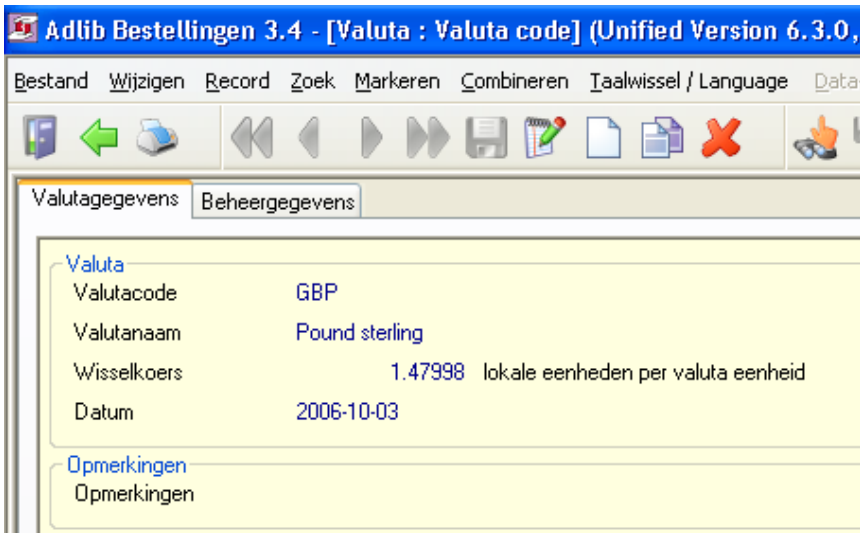 Adlib Bestellingen 3.4 - [Valuta : Valuta code] (Unified Version 6.3.0,
Bestand Wijzigen Record Zoek Markeren Combineren Taalwissel / Language Data
Valutagegevens Beheergegevens
Valuta
Valutacode GBP
Valutanaam Pound sterling
Wisselkoers 1.47998 lokale eenheden per valuta eenheid
Datum 2006-10-03
Opmerkingen
Opmerkingen